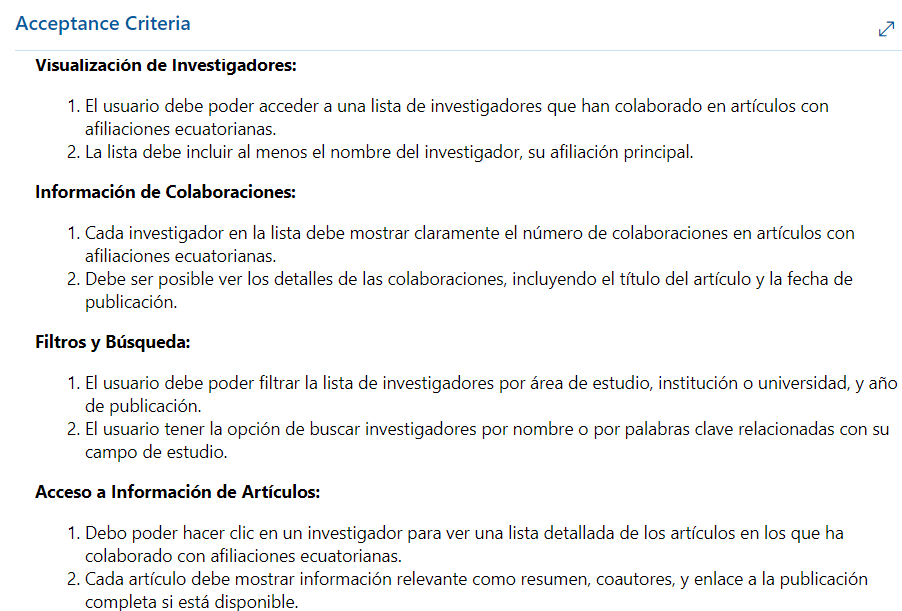 Acceptance Criteria
Visualización de Investigadores:
1. El usuario debe poder acceder a una lista de investigadores que han colaborado en artículos con
afiliaciones ecuatorianas.
2. La lista debe incluir al menos el nombre del investigador, su afiliación principal.
Información de Colaboraciones:
1. Cada investigador en la lista debe mostrar claramente el número de colaboraciones en artículos con
afiliaciones ecuatorianas.
2. Debe ser posible ver los detalles de las colaboraciones, incluyendo el título del artículo y la fecha de
publicación.
Filtros y Búsqueda:
1. El usuario debe poder filtrar la lista de investigadores por área de estudio, institución o universidad, y año
de publicación.
2. El usuario tener la opción de buscar investigadores por nombre o por palabras clave relacionadas con su
campo de estudio.
Acceso a Información de Artículos:
1. Debo poder hacer clic en un investigador para ver una lista detallada de los artículos en los que ha
colaborado con afiliaciones ecuatorianas.
2. Cada artículo debe mostrar información relevante como resumen, coautores, y enlace a la publicación
completa si está disponible.